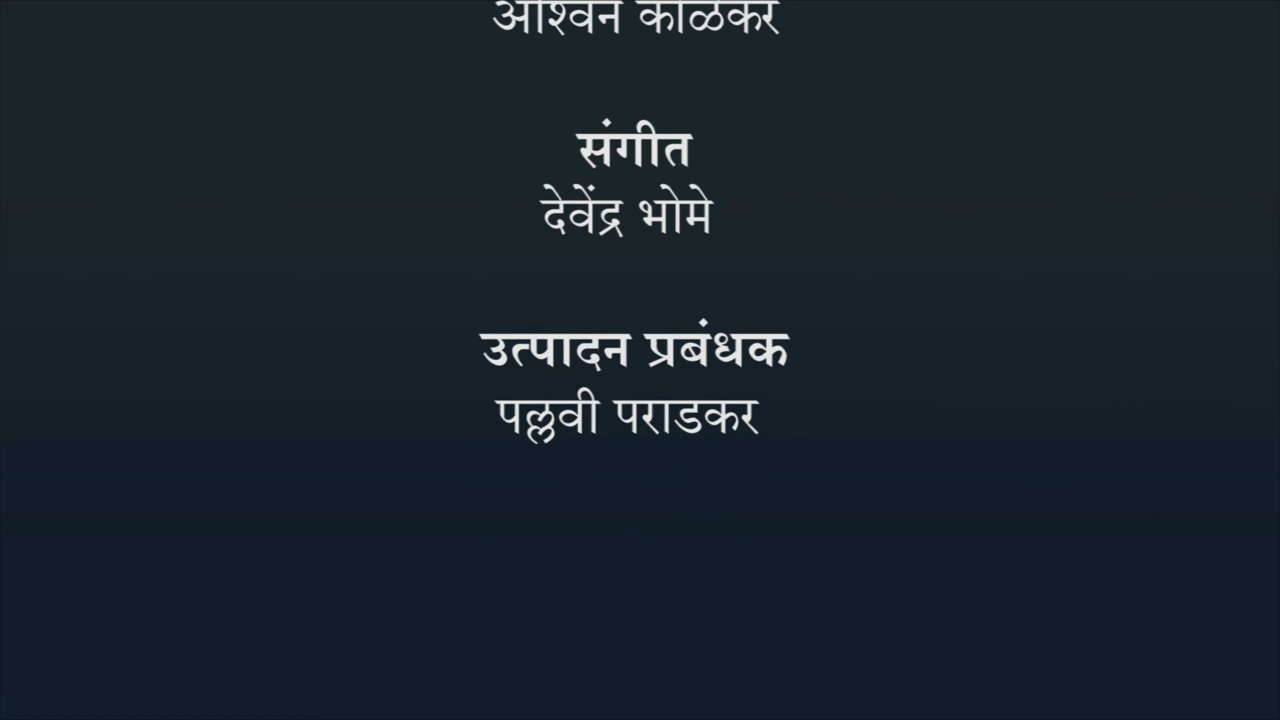 संगीत
देवेंद्र भोमे
उत्पादन प्रबंधक
पल्लवी पराडकर